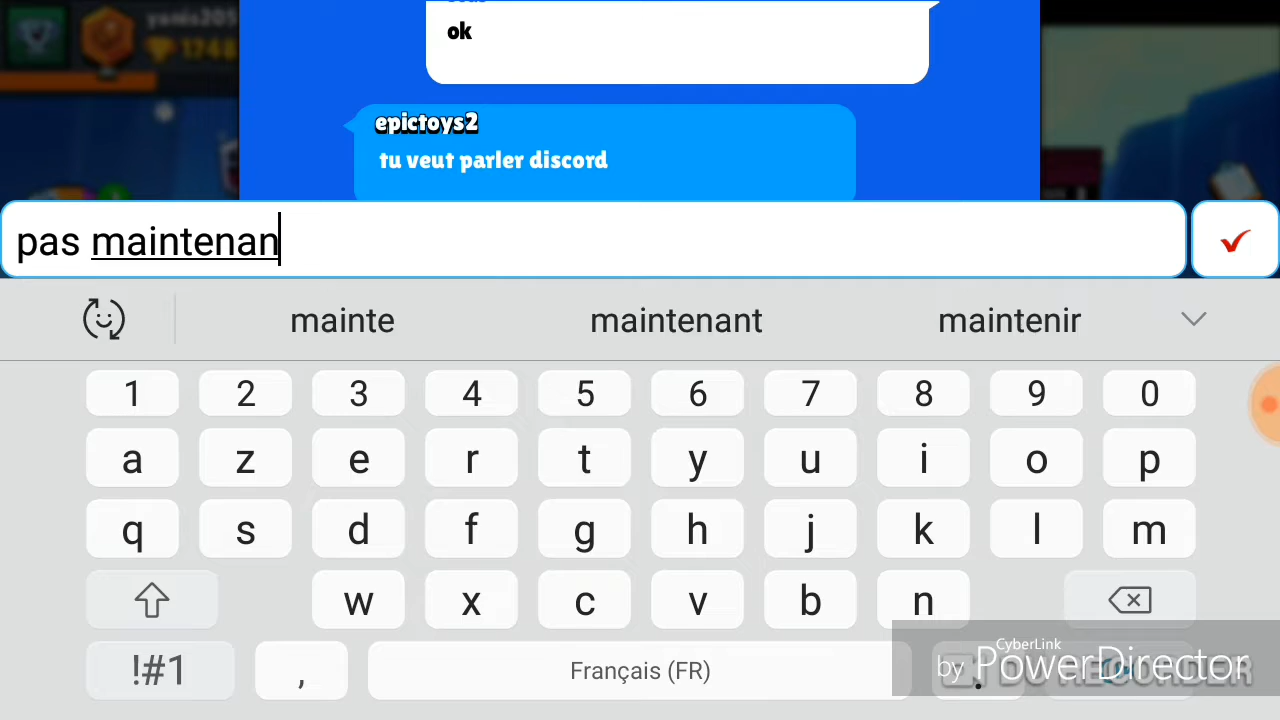 ok
epictoys2
tu veut parler discord
pas maintenan
mainte maintenant maintenir
1 2 3 4 5 6 7 8 9 0
a z e r t y u i o p
q s d f g h j k l m
w x c v b n
!#1 , Français (FR) .
CyberLink
by PowerDirector